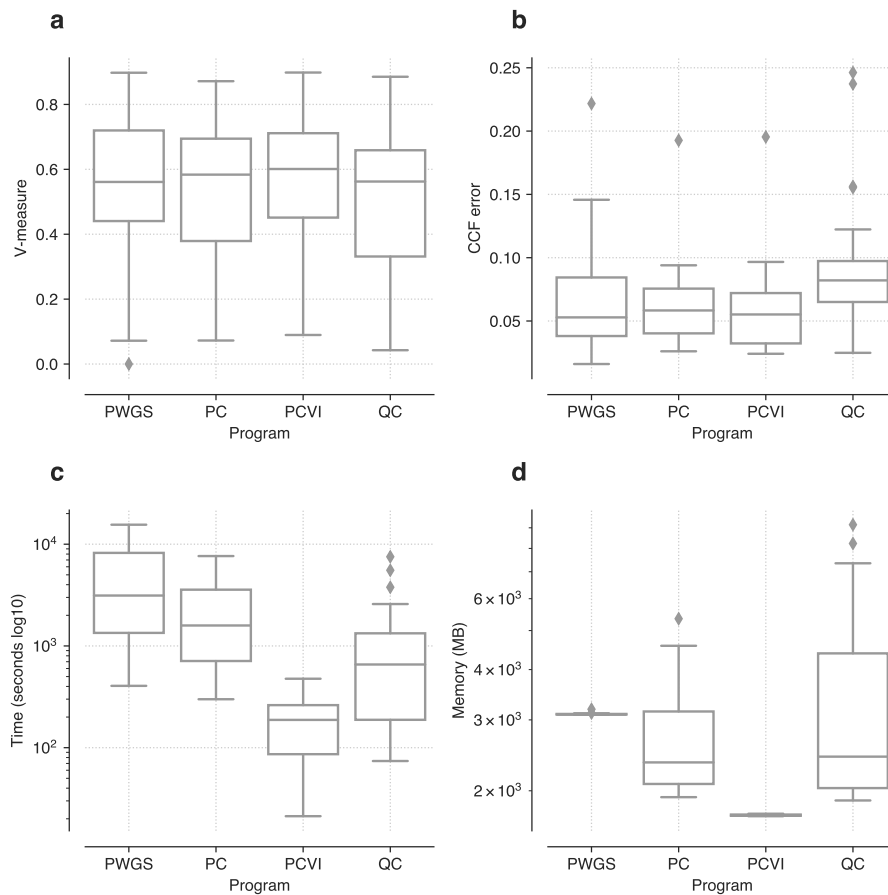 a
V-measure
0.8
0.6
0.4
0.2
0.0
PWGS PC PCVI QC
Program
b
CCF error
0.25
0.20
0.15
0.10
0.05
PWGS PC PCVI QC
Program
c
Time (seconds log10)
10⁴
10³
10²
PWGS PC PCVI QC
Program
d
Memory (MB)
6 × 10³
4 × 10³
3 × 10³
2 × 10³
PWGS PC PCVI QC
Program